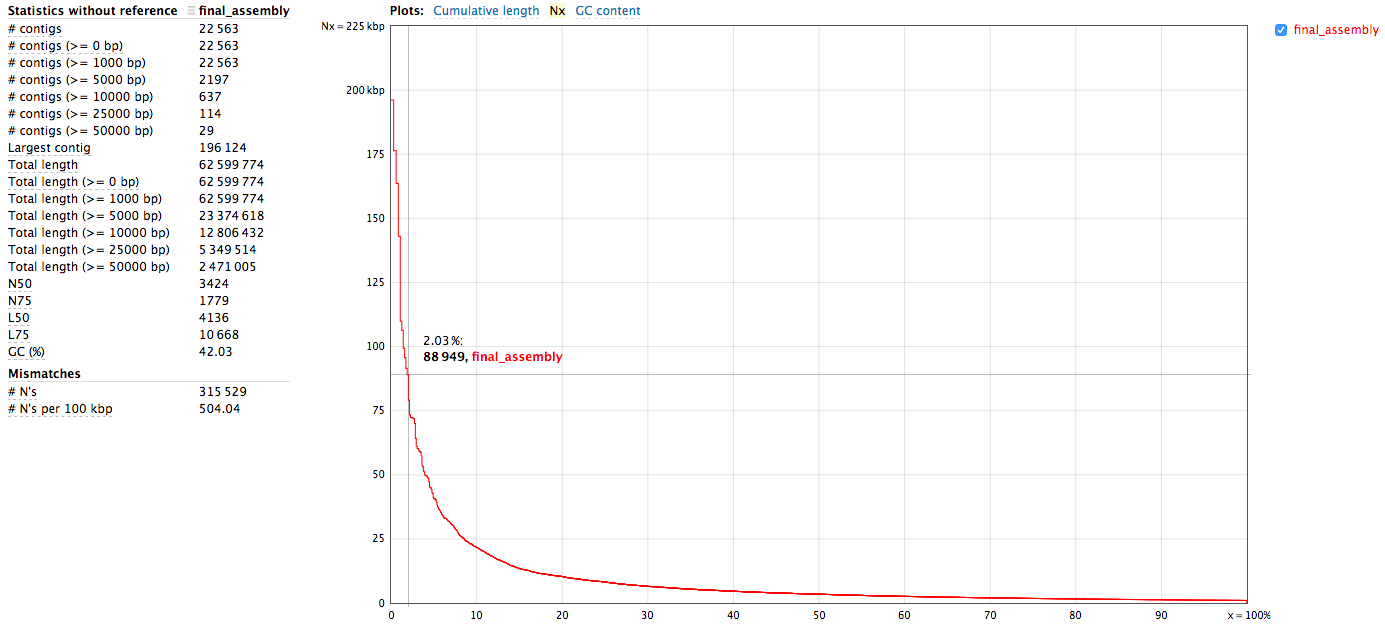 Statistics without reference final_assembly
# contigs 22 563
# contigs (>= 0 bp) 22 563
# contigs (>= 1000 bp) 22 563
# contigs (>= 5000 bp) 2197
# contigs (>= 10000 bp) 637
# contigs (>= 25000 bp) 114
# contigs (>= 50000 bp) 29
Largest contig 196 124
Total length 62 599 774
Total length (>= 0 bp) 62 599 774
Total length (>= 1000 bp) 62 599 774
Total length (>= 5000 bp) 23 374 618
Total length (>= 10000 bp) 12 806 432
Total length (>= 25000 bp) 5 349 514
Total length (>= 50000 bp) 2 471 005
N50 3424
N75 1779
L50 4136
L75 10 668
GC (%) 42.03
Mismatches
# N's 315 529
# N's per 100 kbp 504.04
Plots: Cumulative length Nx GC content
Nx = 225 kbp
200 kbp
175
150
125
100
75
50
25
0
2.03%:
88 949, final_assembly
0 10 20 30 40 50 60 70 80 90 x = 100%
final_assembly